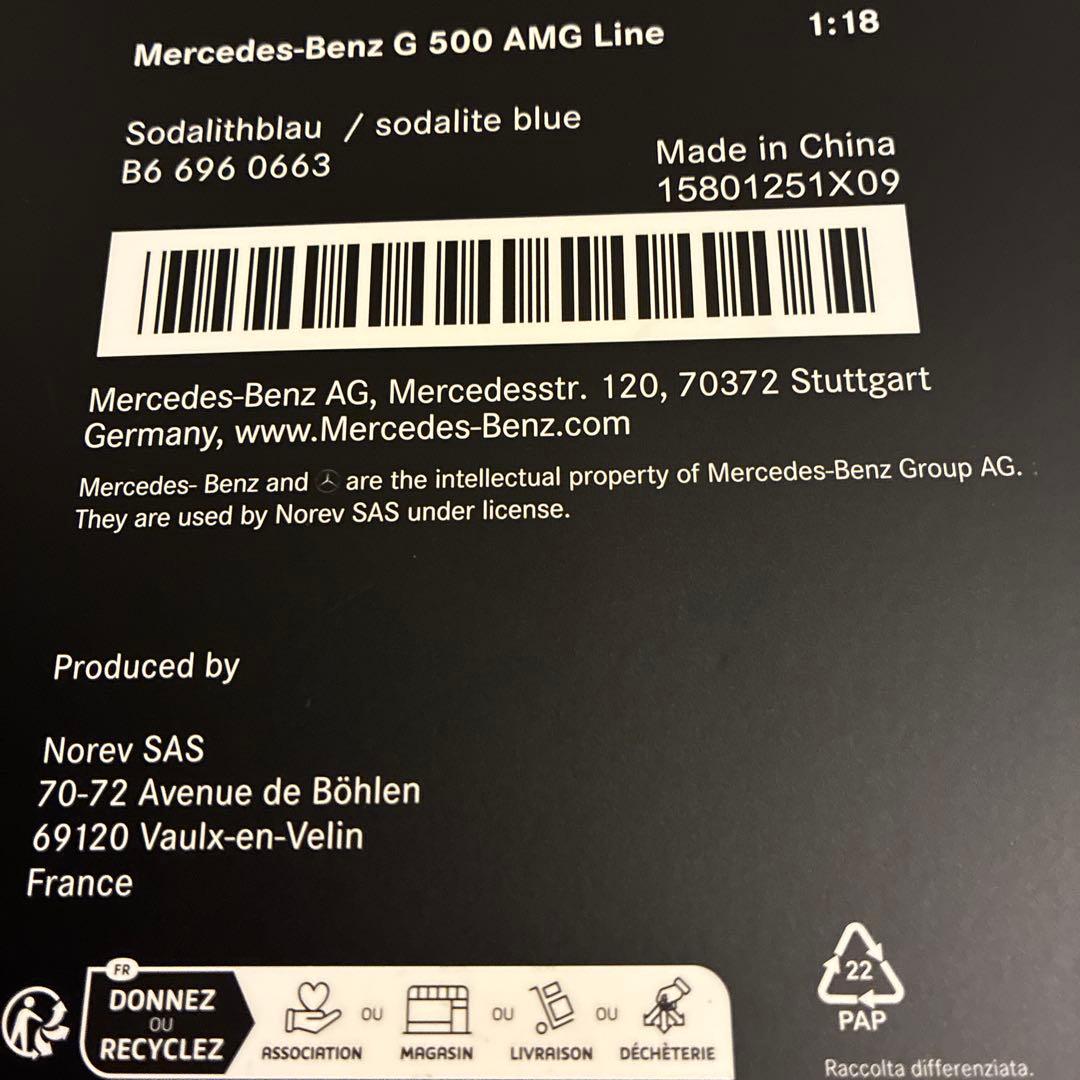 Mercedes-Benz G 500 AMG Line 1:18
Sodalithblau / sodalite blue
B6 696 0663
Made in China
15801251X09
Mercedes-Benz AG, Mercedesstr. 120, 70372 Stuttgart
Germany, www.Mercedes-Benz.com
Mercedes- Benz and are the intellectual property of Mercedes-Benz Group AG.
They are used by Norev SAS under license.
Produced by
Norev SAS
70-72 Avenue de Böhlen
69120 Vaulx-en-Velin
France
FR
DONNEZ
OU
RECYCLEZ
ASSOCIATION OU MAGASIN OU LIVRAISON OU DÉCHÈTERIE
22
PAP
Raccolta differenziata.